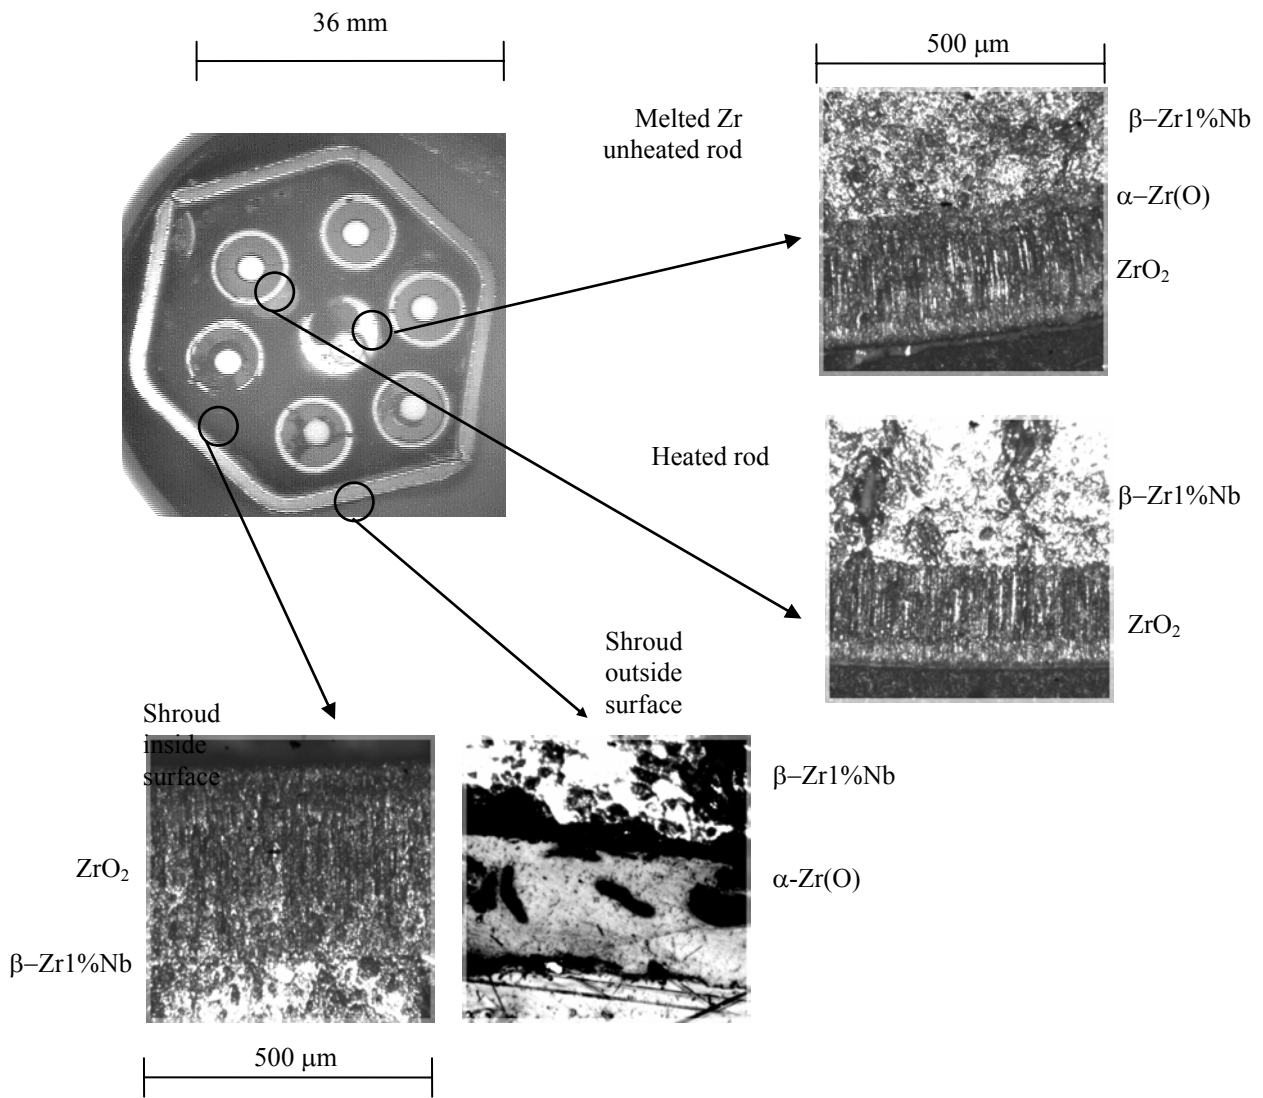 36 mm
500 μm
Melted Zr
unheated rod
β–Zr1%Nb
α–Zr(O)
ZrO₂
Heated rod
β–Zr1%Nb
ZrO₂
Shroud
outside
surface
Shroud
inside
surface
β–Zr1%Nb
ZrO₂
α-Zr(O)
β–Zr1%Nb
500 μm